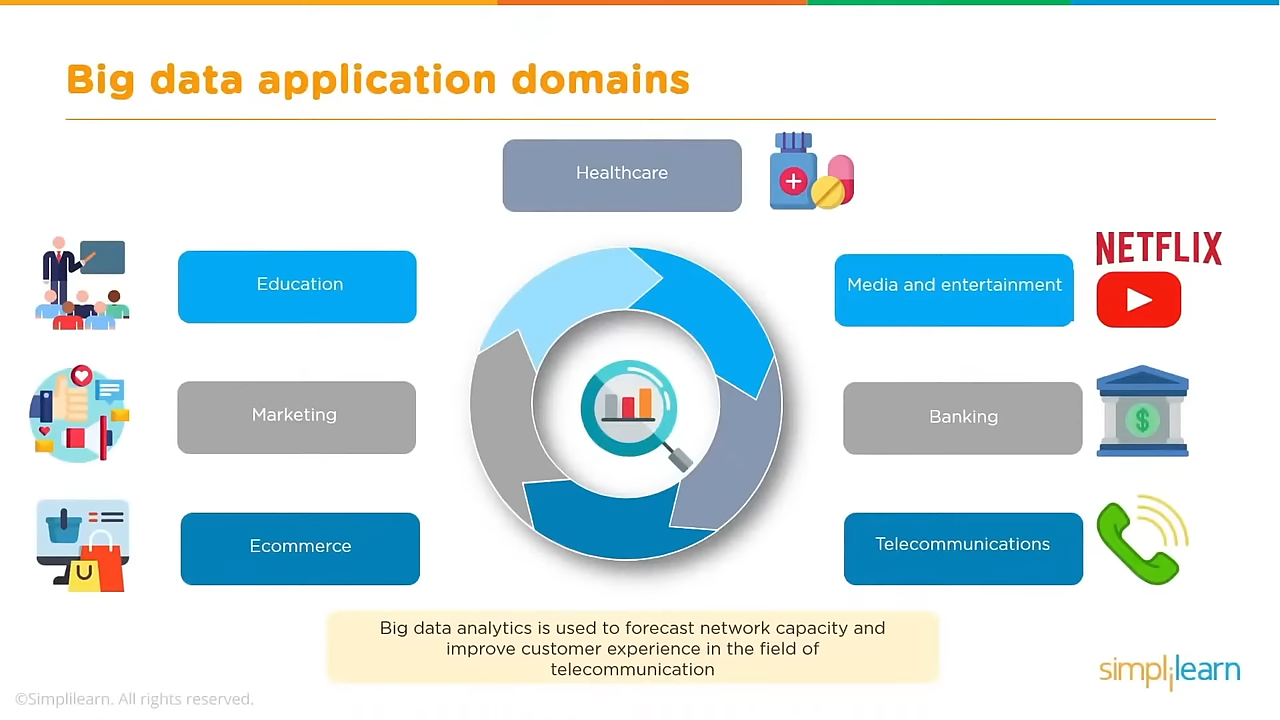 Big data application domains
Healthcare
NETFLIX
Education
Media and entertainment
Marketing
Banking
$
Ecommerce
Telecommunications
Big data analytics is used to forecast network capacity and
improve customer experience in the field of
telecommunication
simplilearn
©Simplilearn. All rights reserved.